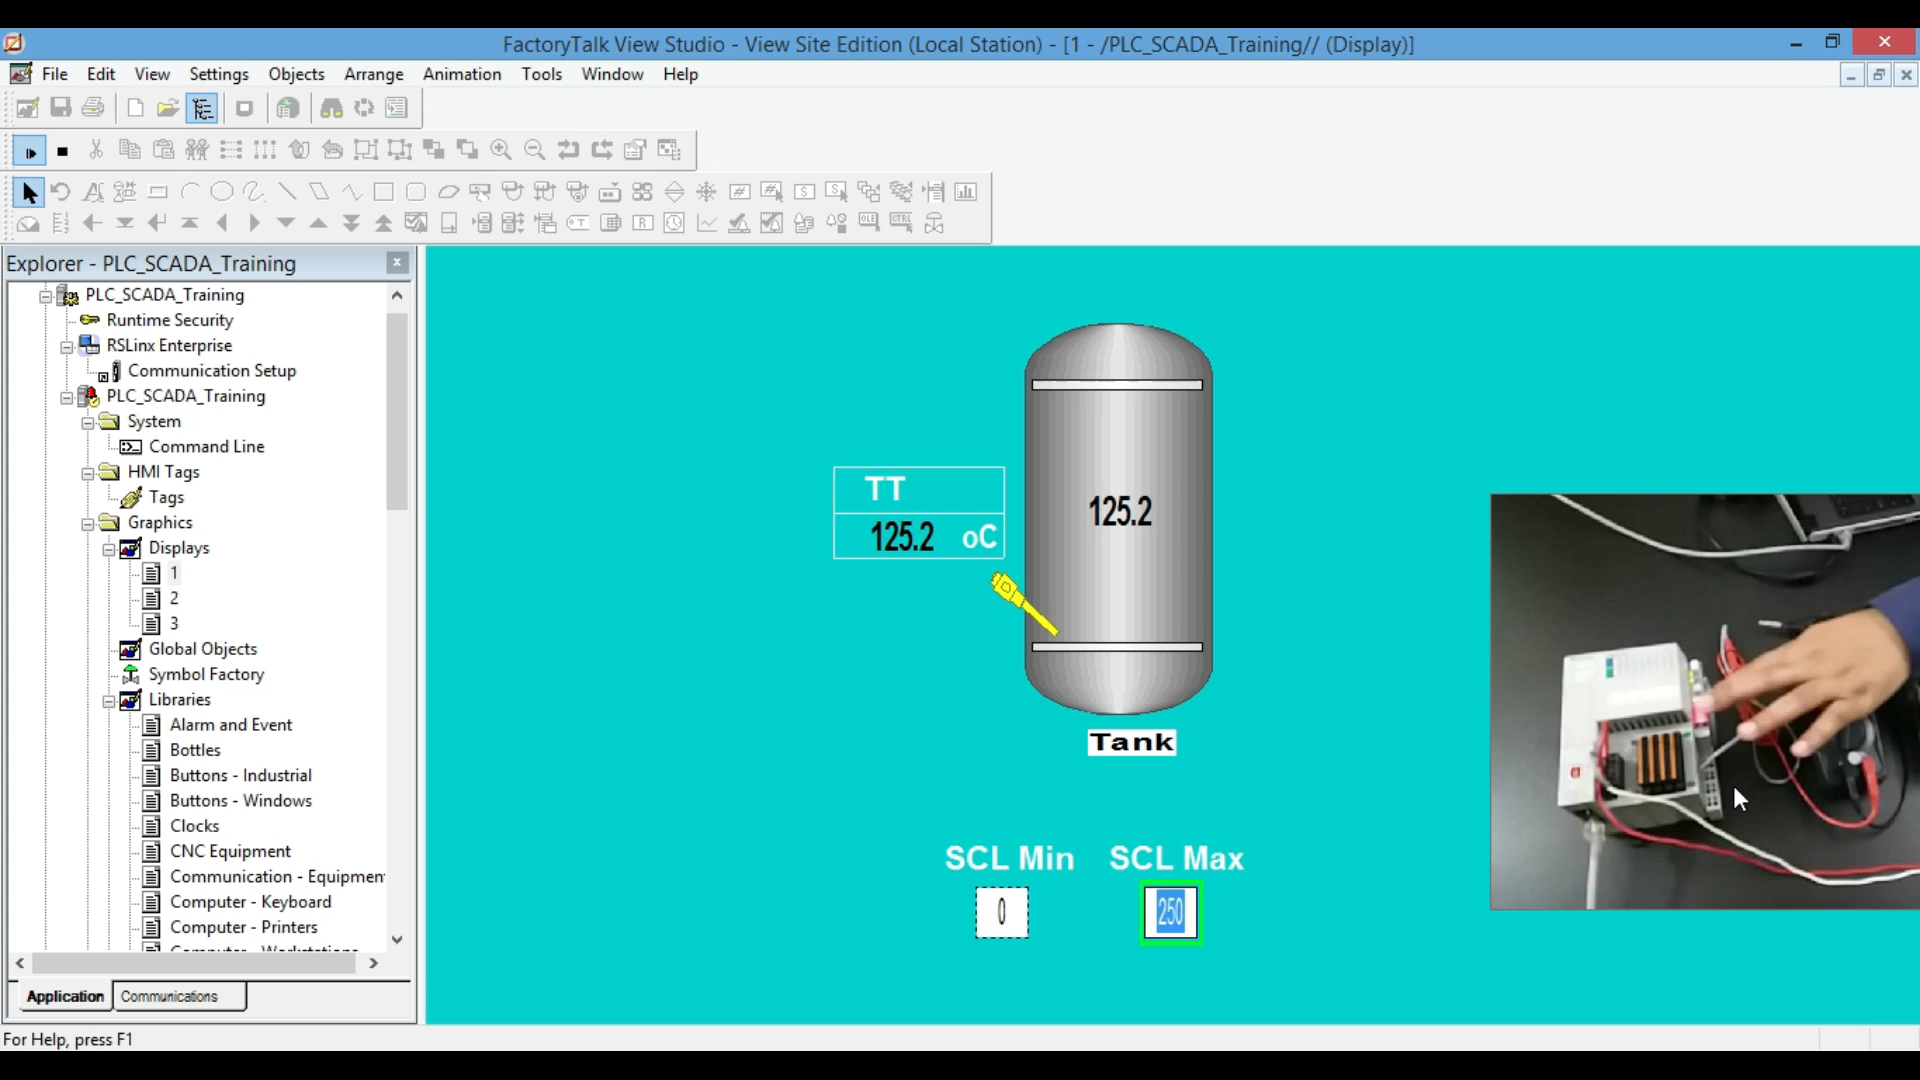 FactoryTalk View Studio - View Site Edition (Local Station) - [1 - /PLC_SCADA_Training// (Display)]
File Edit View Settings Objects Arrange Animation Tools Window Help
Explorer - PLC_SCADA_Training
PLC_SCADA_Training
Runtime Security
RSLinx Enterprise
Communication Setup
PLC_SCADA_Training
System
Command Line
HMI Tags
Tags
Graphics
Displays
1
2
3
Global Objects
Symbol Factory
Libraries
Alarm and Event
Bottles
Buttons - Industrial
Buttons - Windows
Clocks
CNC Equipment
Communication - Equipmen
Computer - Keyboard
Computer - Printers
Computer - Workstations
Application Communications
For Help, press F1
TT
125.2 oC
125.2
Tank
SCL Min SCL Max
0 250